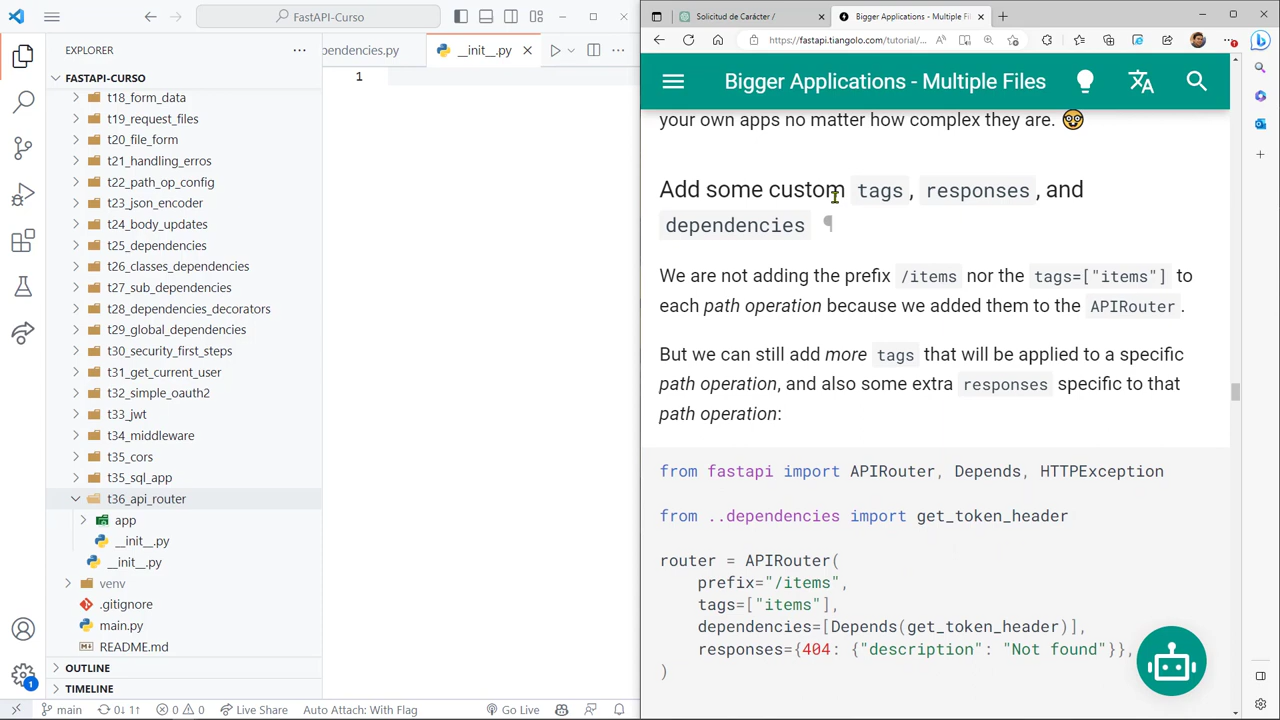 FastAPI-Curso
EXPLORER
FASTAPI-CURSO
t18_form_data
t19_request_files
t20_file_form
t21_handling_erros
t22_path_op_config
t23_json_encoder
t24_body_updates
t25_dependencies
t26_classes_dependencies
t27_sub_dependencies
t28_dependencies_decorators
t29_global_dependencies
t30_security_first_steps
t31_get_current_user
t32_simple_oauth2
t33_jwt
t34_middleware
t35_cors
t35_sql_app
t36_api_router
app
__init__.py
__init__.py
venv
.gitignore
main.py
README.md
OUTLINE
TIMELINE
1
pendencies.py
__init__.py
1
main
0↓ 1↑
0
0
Live Share
Auto Attach: With Flag
Go Live
Solicitud de Carácter /
Bigger Applications - Multiple Fi
https://fastapi.tiangolo.com/tutorial/...
Bigger Applications - Multiple Files
your own apps no matter how complex they are. 🤓
Add some custom tags, responses, and
dependencies ¶
We are not adding the prefix /items nor the tags=["items"] to
each path operation because we added them to the APIRouter.
But we can still add more tags that will be applied to a specific
path operation, and also some extra responses specific to that
path operation:
from fastapi import APIRouter, Depends, HTTPException
from ..dependencies import get_token_header
router = APIRouter(
prefix="/items",
tags=["items"],
dependencies=[Depends(get_token_header)],
responses={404: {"description": "Not found"}},
)